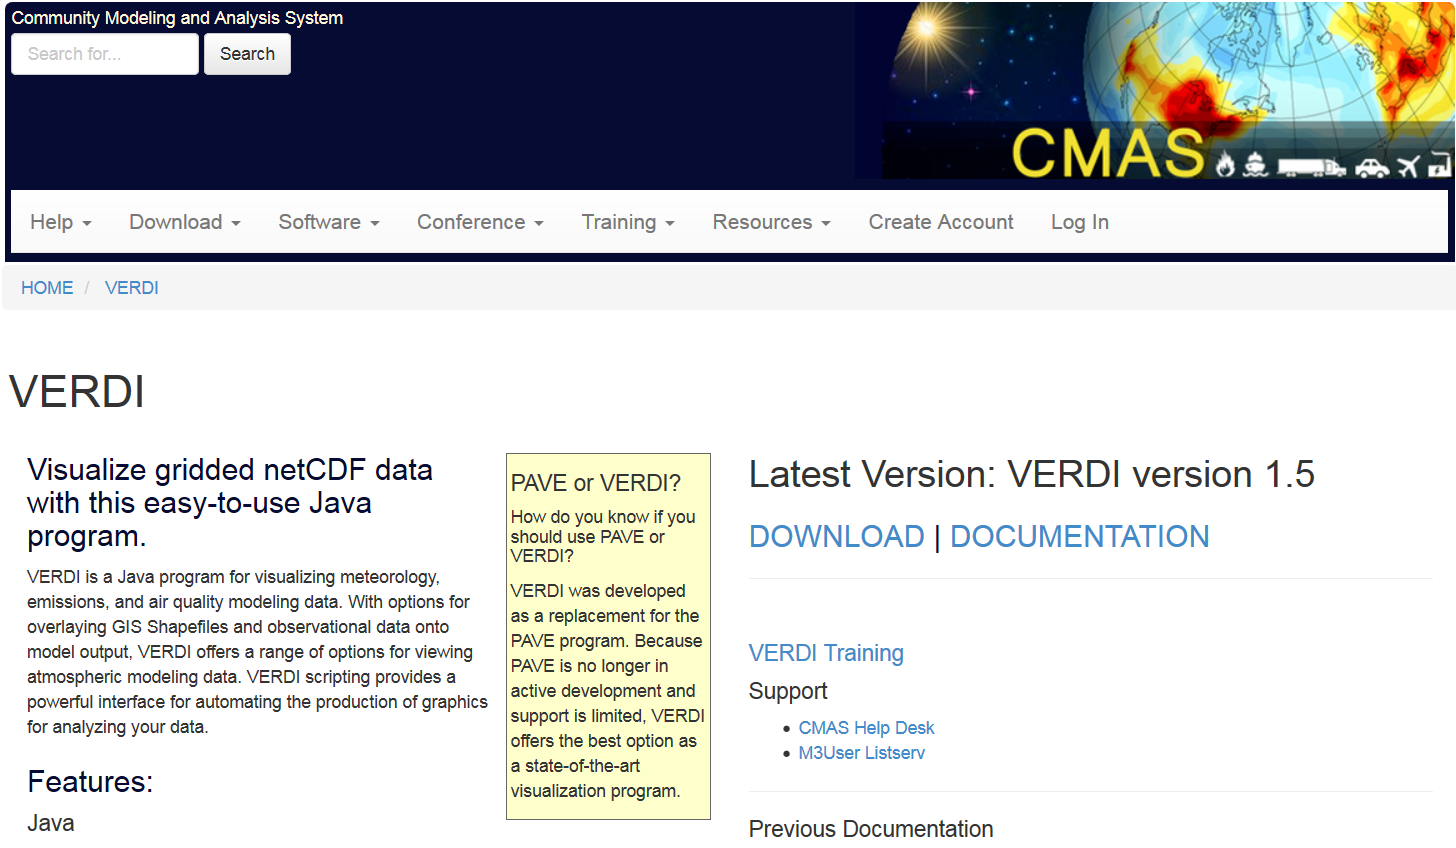 Community Modeling and Analysis System
Search for...
Search
CMAS
Help
Download
Software
Conference
Training
Resources
Create Account
Log In
HOME / VERDI
VERDI
Visualize gridded netCDF data
with this easy-to-use Java
program.
VERDI is a Java program for visualizing meteorology,
emissions, and air quality modeling data. With options for
overlaying GIS Shapefiles and observational data onto
model output, VERDI offers a range of options for viewing
atmospheric modeling data. VERDI scripting provides a
powerful interface for automating the production of graphics
for analyzing your data.
Features:
Java
PAVE or VERDI?
How do you know if you
should use PAVE or
VERDI?
VERDI was developed
as a replacement for the
PAVE program. Because
PAVE is no longer in
active development and
support is limited, VERDI
offers the best option as
a state-of-the-art
visualization program.
Latest Version: VERDI version 1.5
DOWNLOAD | DOCUMENTATION
VERDI Training
Support
• CMAS Help Desk
• M3User Listserv
Previous Documentation